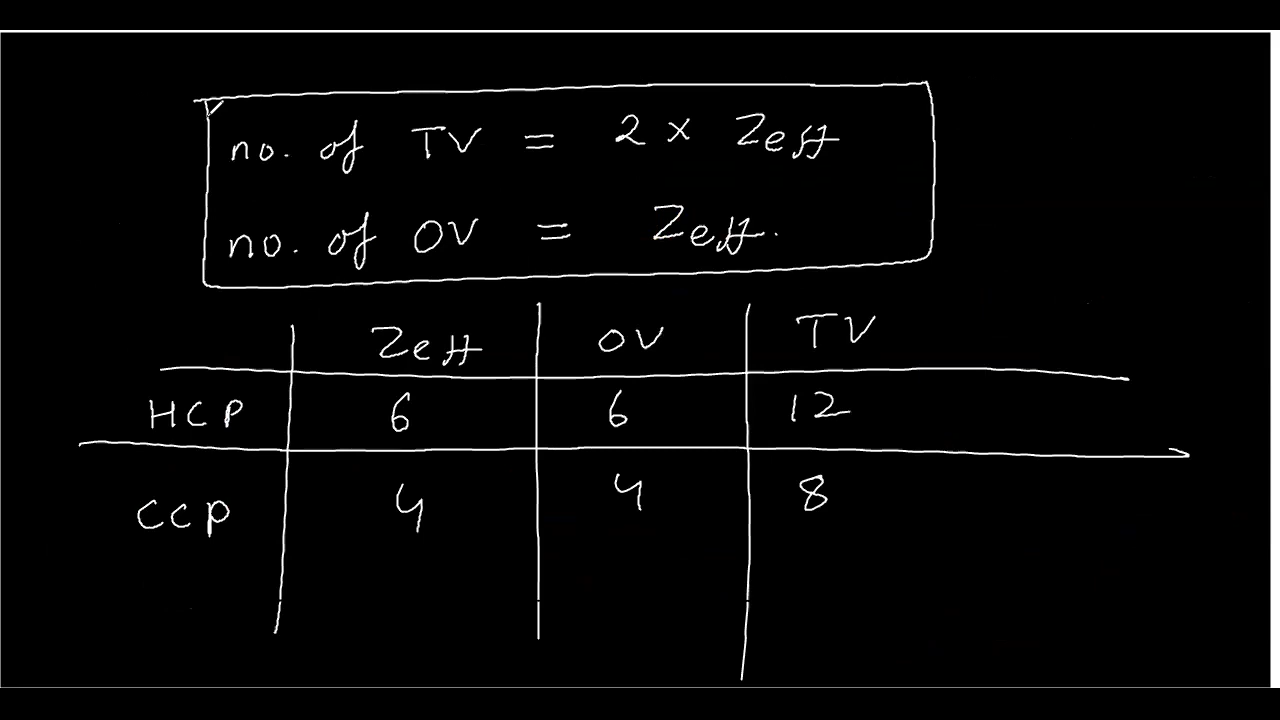 no. of TV = 2 x Zeff
no. of OV = Zeff.
Zeff OV TV
HCP 6 6 12
CCP 4 4 8